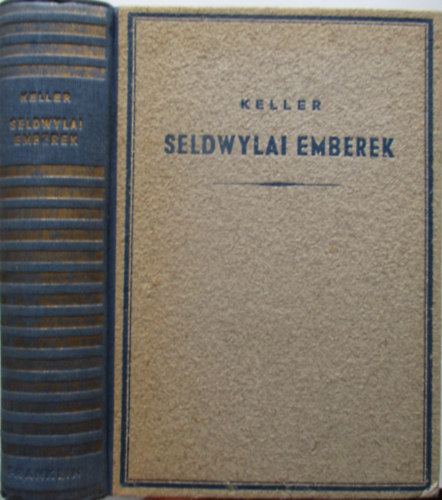 KELLER
SELDWYLAI
EMBEREK
FRANKLIN
KELLER
SELDWYLAI EMBEREK